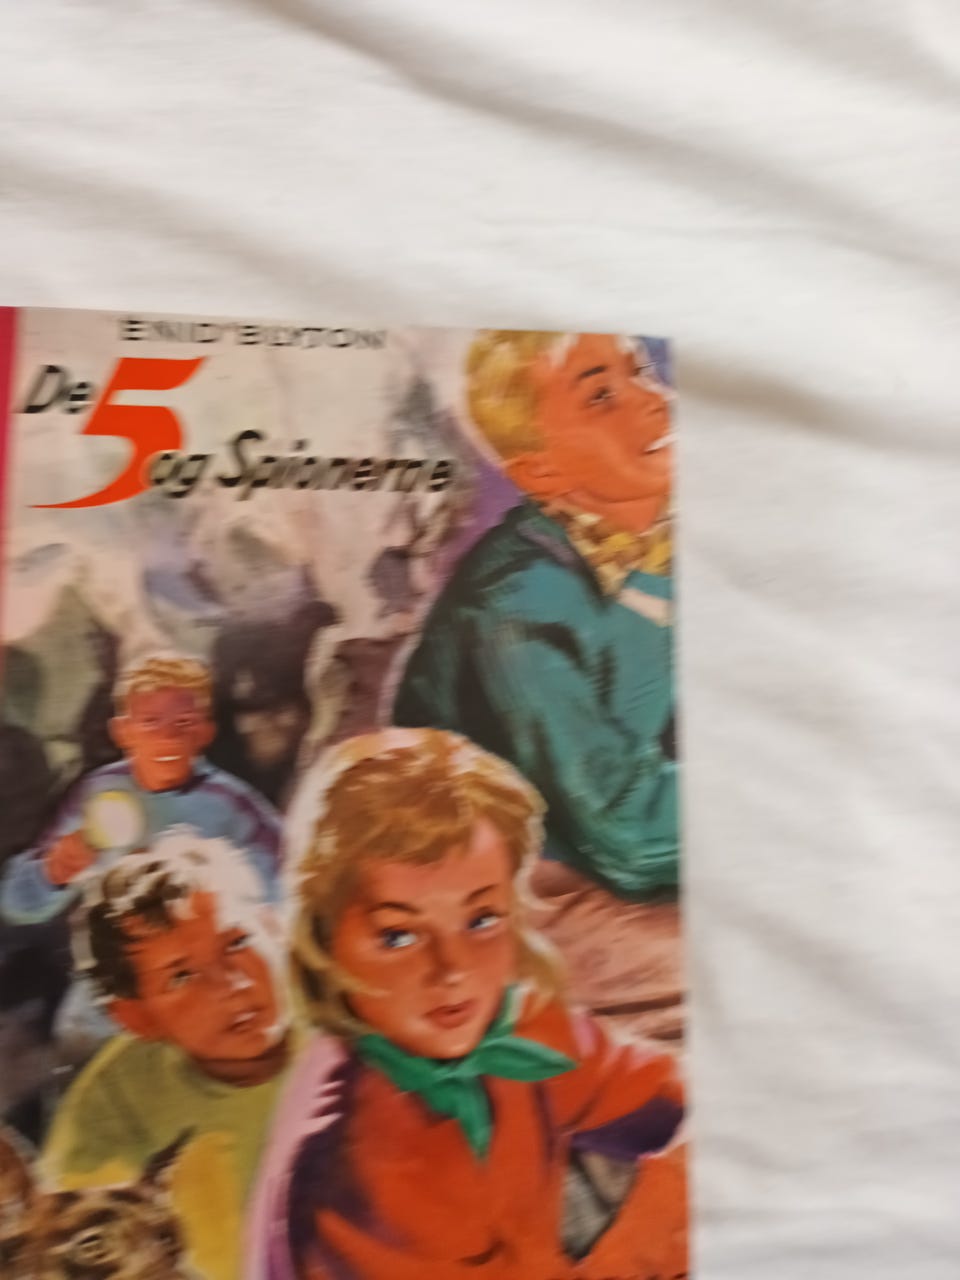 ENID BLYTON
De 5
og Spionerne